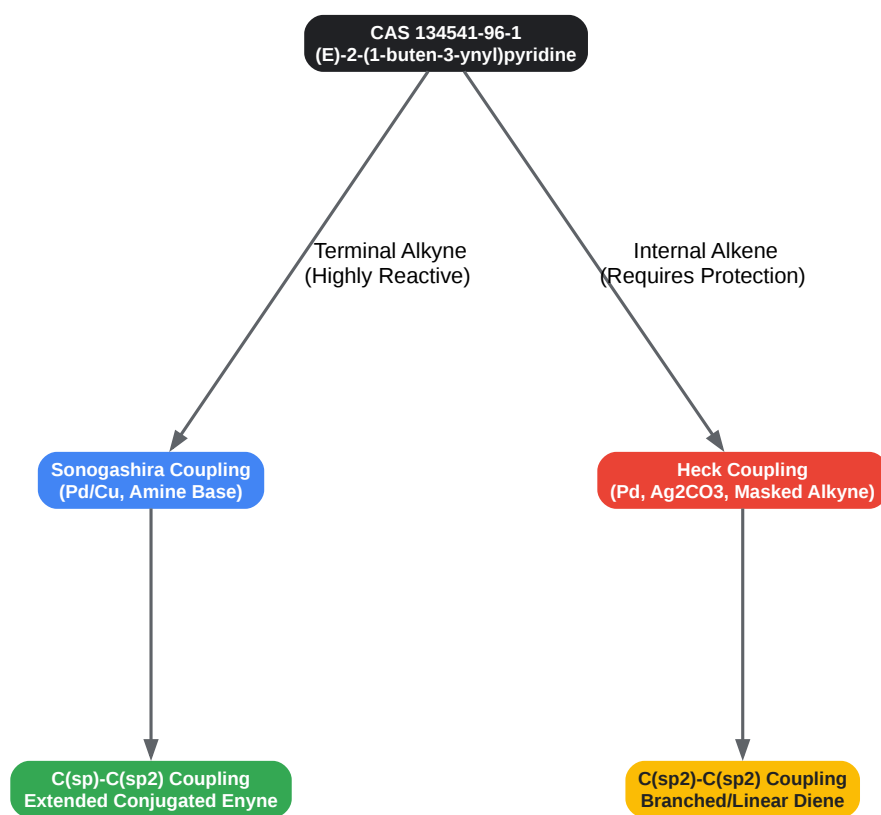 CAS 134541-96-1
(E)-2-(1-buten-3-ynyl)pyridine
Terminal Alkyne
(Highly Reactive)
Internal Alkene
(Requires Protection)
Sonogashira Coupling
(Pd/Cu, Amine Base)
Heck Coupling
(Pd, Ag2CO3, Masked Alkyne)
C(sp)-C(sp2) Coupling
Extended Conjugated Enyne
C(sp2)-C(sp2) Coupling
Branched/Linear Diene